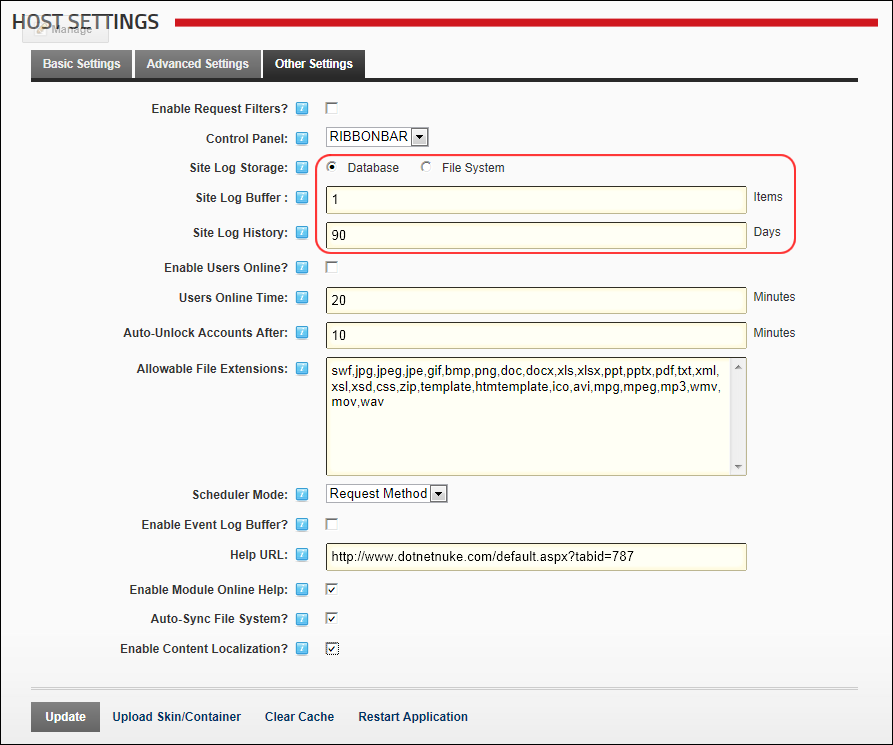 HOST SETTINGS
Manage
Basic Settings Advanced Settings Other Settings
Enable Request Filters?
Control Panel: RIBBONBAR
Site Log Storage: Database File System
Site Log Buffer : 1 Items
Site Log History: 90 Days
Enable Users Online?
Users Online Time: 20 Minutes
Auto-Unlock Accounts After: 10 Minutes
Allowable File Extensions: swf,jpg,jpeg,jpe,gif,bmp,png,doc,docx,xls,xlsx,ppt,pptx,pdf,txt,xml,
xsl,xsd,css,zip,template,htmtemplate,ico,avi,mpg,mpeg,mp3,wmv,
mov,wav
Scheduler Mode: Request Method
Enable Event Log Buffer?
Help URL: http://www.dotnetnuke.com/default.aspx?tabid=787
Enable Module Online Help:
Auto-Sync File System?
Enable Content Localization?
Update Upload Skin/Container Clear Cache Restart Application